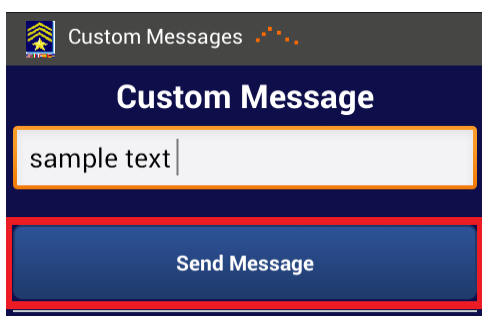 Custom Messages
Custom Message
sample text
Send Message